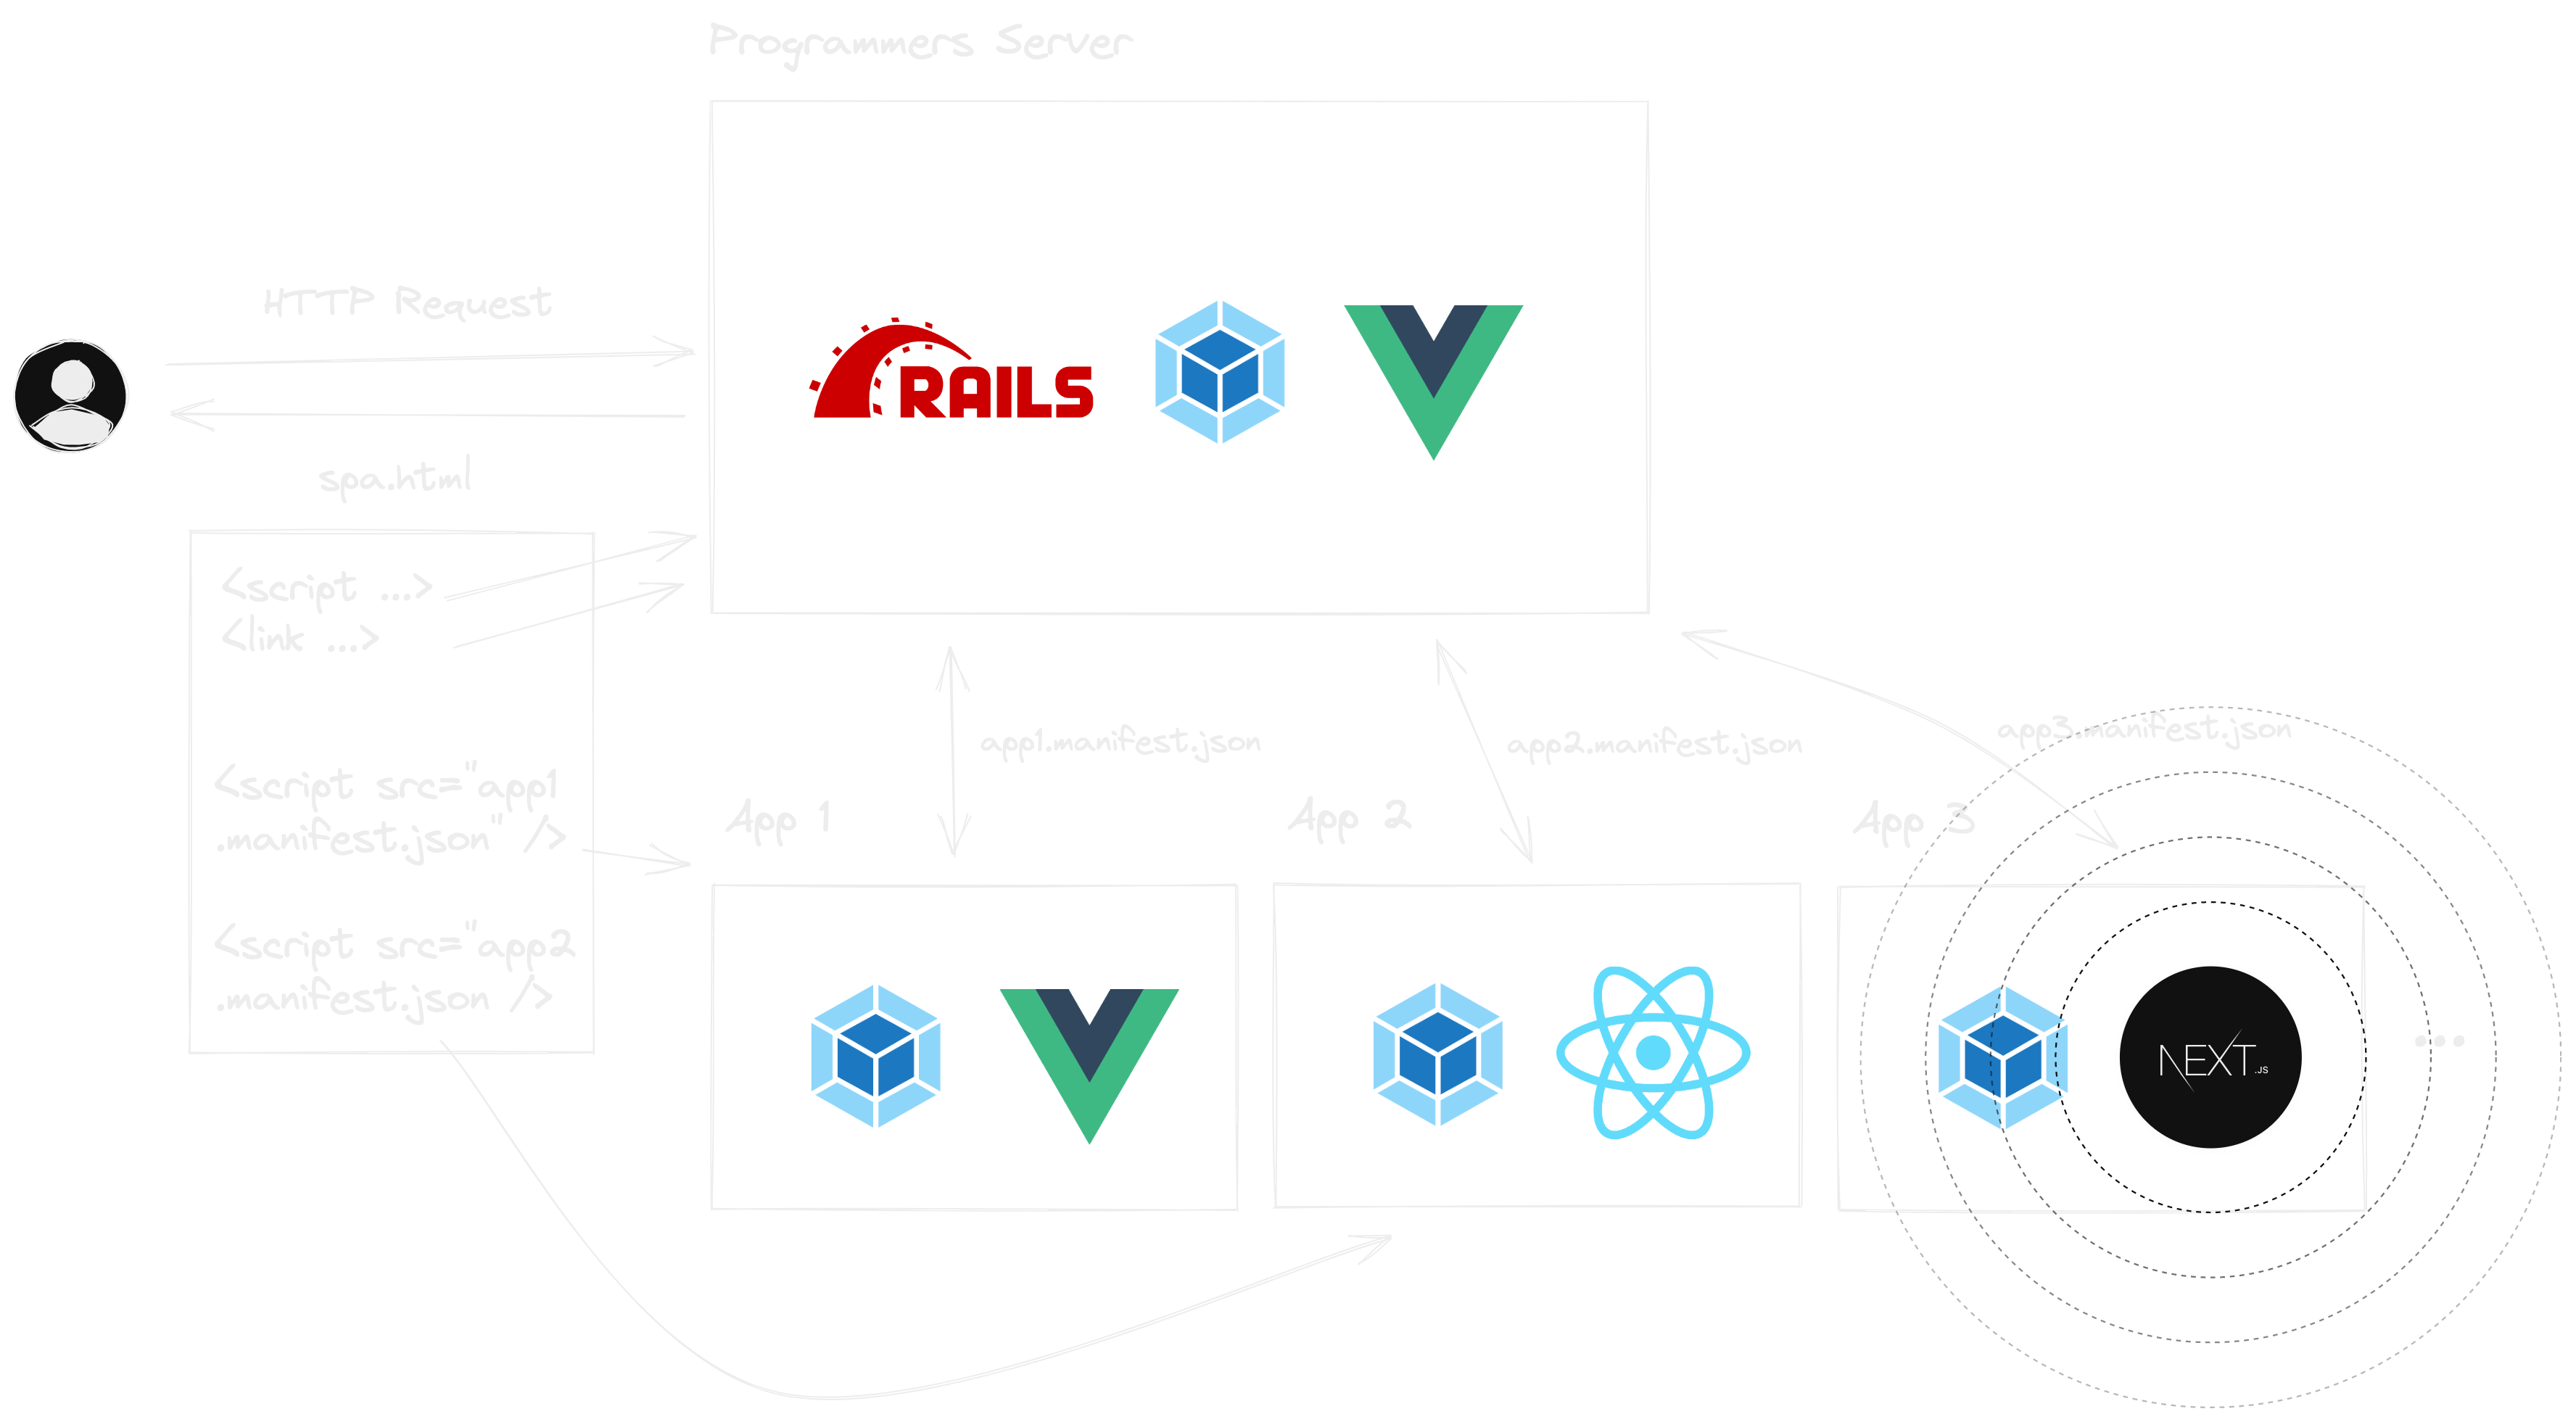 Programmers Server
HTTP Request
RAILS
spa.html
<script ...>
<link ...>
<script src="app1
.manifest.json" />
<script src="app2
.manifest.json />
app1.manifest.json
app2.manifest.json
app3.manifest.json
App 1
App 2
App 3
NEXT.JS
...